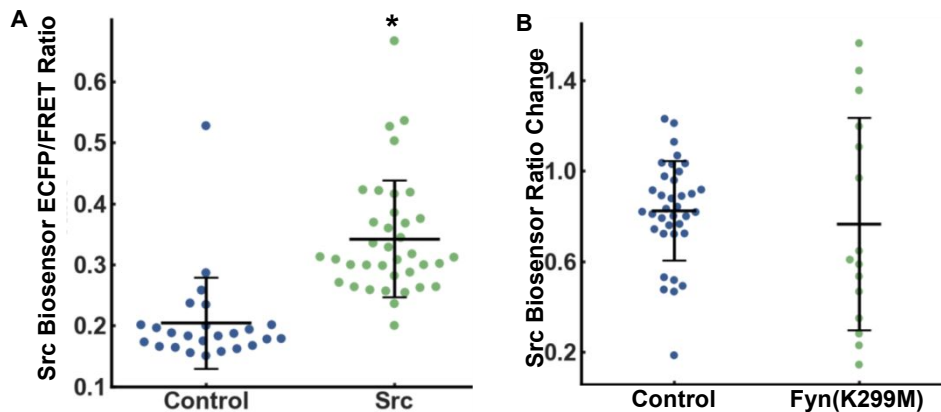 A
*
Src Biosensor ECFP/FRET Ratio
0.6
0.5
0.4
0.3
0.2
0.1
Control Src
B
Src Biosensor Ratio Change
1.4
1.0
0.6
0.2
Control Fyn(K299M)